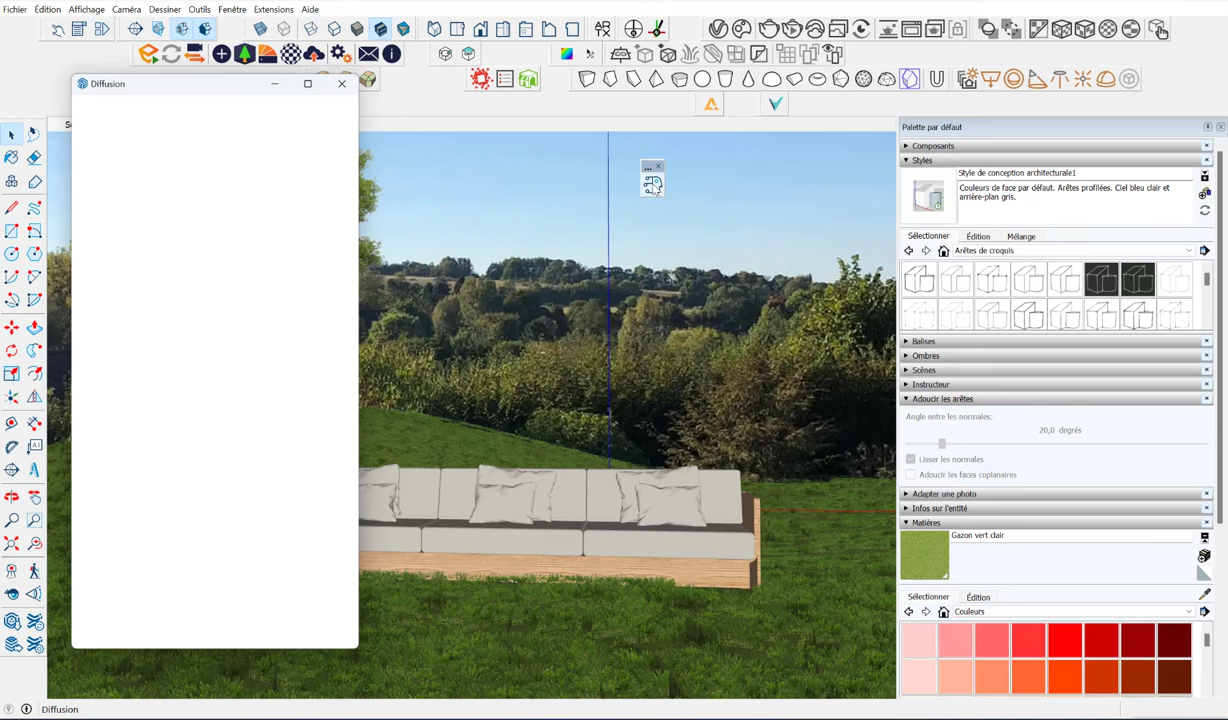 Fichier Édition Affichage Caméra Dessiner Outils Fenêtre Extensions Aide
AR
Diffusion
...
Palette par défaut
Composants
Styles
Style de conception architecturale1
Couleurs de face par défaut. Arêtes profilées. Ciel bleu clair et
arrière-plan gris.
Sélectionner Édition Mélange
Arêtes de croquis
Balises
Ombres
Scènes
Instructeur
Adoucir les arêtes
Angle entre les normales:
20,0 degrés
Lisser les normales
Adoucir les faces coplanaires
Adapter une photo
Infos sur l'entité
Matières
Gazon vert clair
Sélectionner Édition
Couleurs
Diffusion